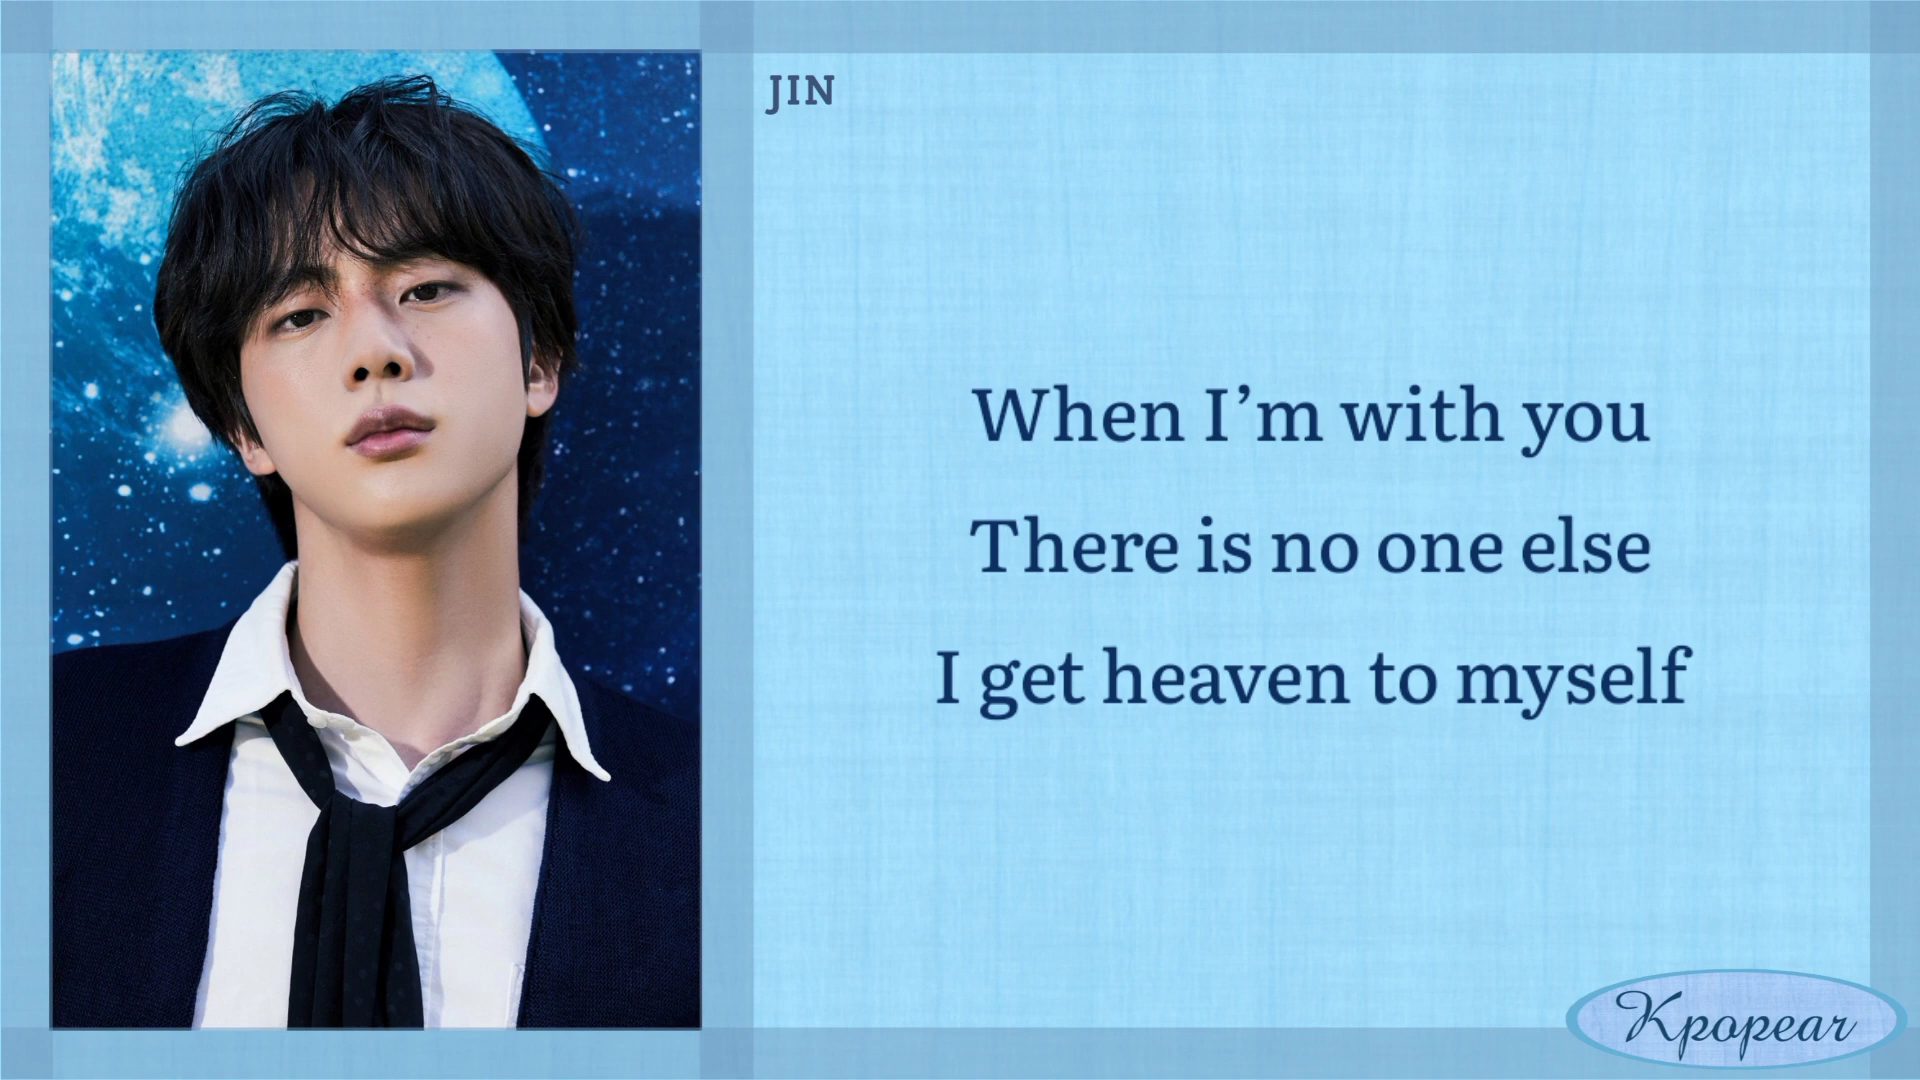 JIN
When I’m with you
There is no one else
I get heaven to myself
Kpopear